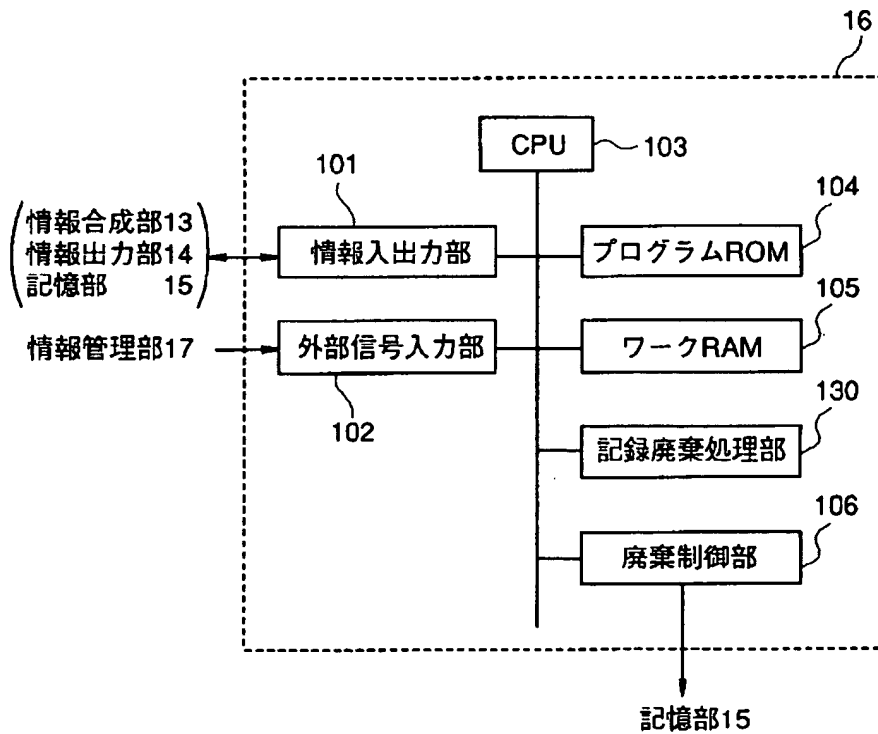 16
CPU
103
101
情報合成部13
情報出力部14
記憶部 15
情報入出力部
104
プログラムROM
情報管理部17
外部信号入力部
102
105
ワークRAM
130
記録廃棄処理部
106
廃棄制御部
記憶部15